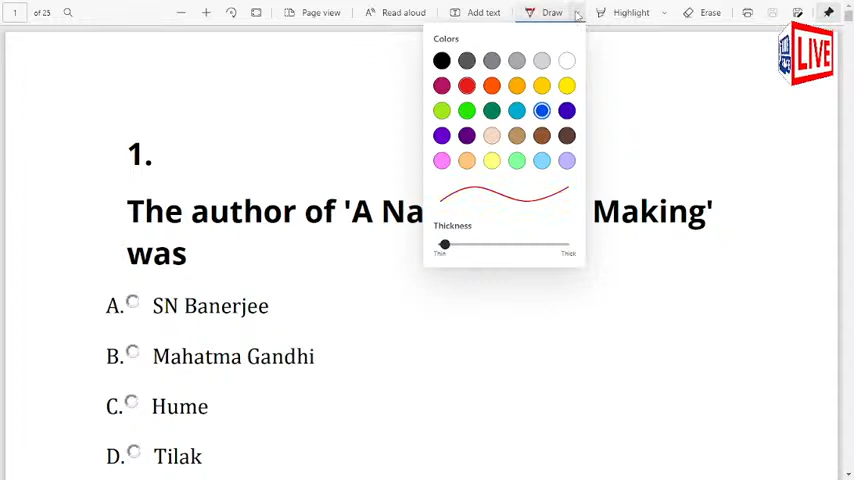 1 of 25 Page view Read aloud Add text Draw Highlight Erase
LIVE
Colors
1.
The author of 'A Na Making'
was
Thickness
Thin Thick
A. SN Banerjee
B. Mahatma Gandhi
C. Hume
D. Tilak